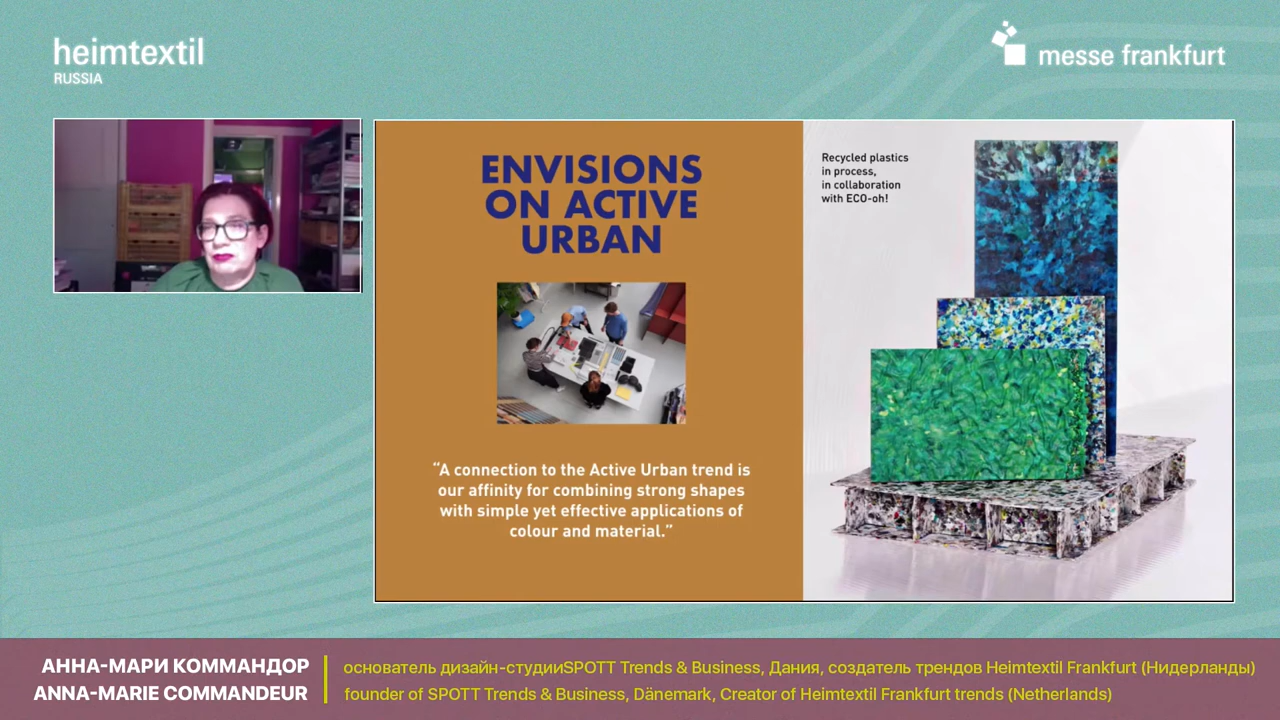 heimtextil
RUSSIA
messe frankfurt
ENVISIONS
ON ACTIVE
URBAN
“A connection to the Active Urban trend is
our affinity for combining strong shapes
with simple yet effective applications of
colour and material.”
Recycled plastics
in process,
in collaboration
with ECO-oh!
АННА-МАРИ КОММАНДОР
ANNA-MARIE COMMANDEUR
основатель дизайн-студииSPOTT Trends & Business, Дания, создатель трендов Heimtextil Frankfurt (Нидерланды)
founder of SPOTT Trends & Business, Dänemark, Creator of Heimtextil Frankfurt trends (Netherlands)